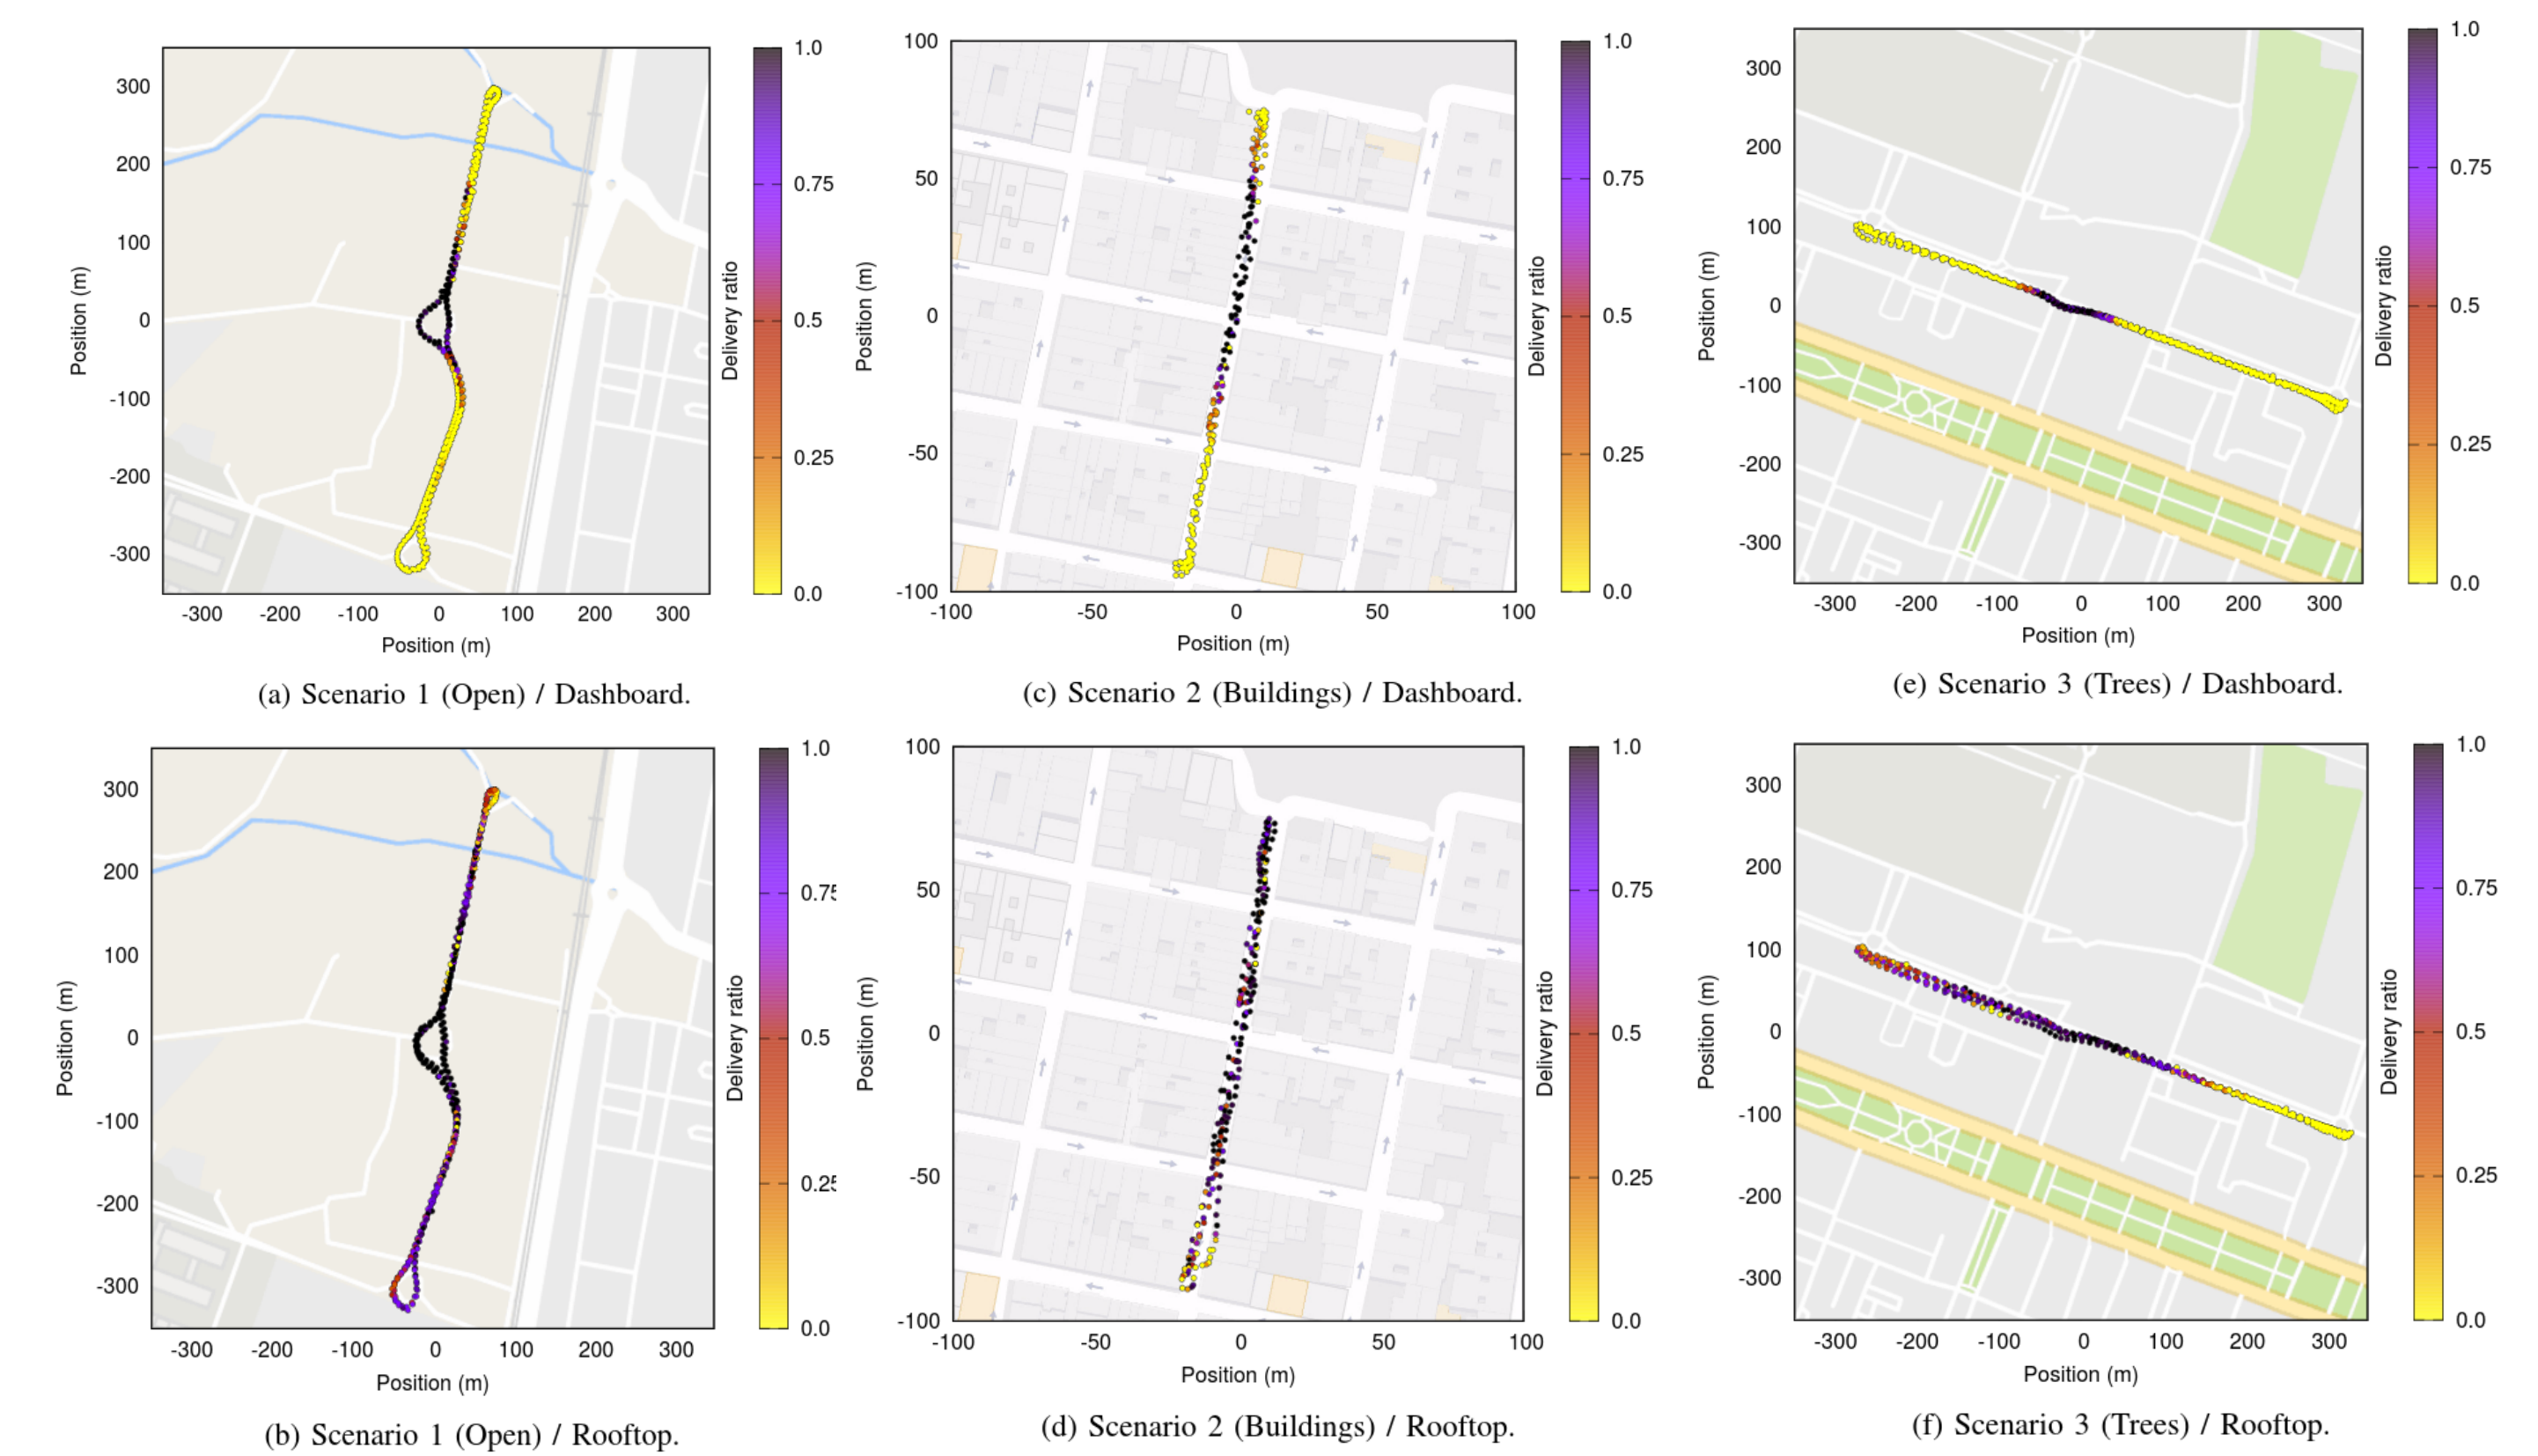 300
200
100
0
-100
-200
-300
-300 -200 -100 0 100 200 300
Position (m)
Position (m)
1.0
0.75
0.5
0.25
0.0
Delivery ratio
(a) Scenario 1 (Open) / Dashboard.
100
50
0
-50
-100
-100 -50 0 50 100
Position (m)
Position (m)
1.0
0.75
0.5
0.25
0.0
Delivery ratio
(c) Scenario 2 (Buildings) / Dashboard.
300
200
100
0
-100
-200
-300
-300 -200 -100 0 100 200 300
Position (m)
Position (m)
1.0
0.75
0.5
0.25
0.0
Delivery ratio
(e) Scenario 3 (Trees) / Dashboard.
300
200
100
0
-100
-200
-300
-300 -200 -100 0 100 200 300
Position (m)
Position (m)
1.0
0.75
0.5
0.25
0.0
Delivery ratio
(b) Scenario 1 (Open) / Rooftop.
100
50
0
-50
-100
-100 -50 0 50 100
Position (m)
Position (m)
1.0
0.75
0.5
0.25
0.0
Delivery ratio
(d) Scenario 2 (Buildings) / Rooftop.
300
200
100
0
-100
-200
-300
-300 -200 -100 0 100 200 300
Position (m)
Position (m)
1.0
0.75
0.5
0.25
0.0
Delivery ratio
(f) Scenario 3 (Trees) / Rooftop.